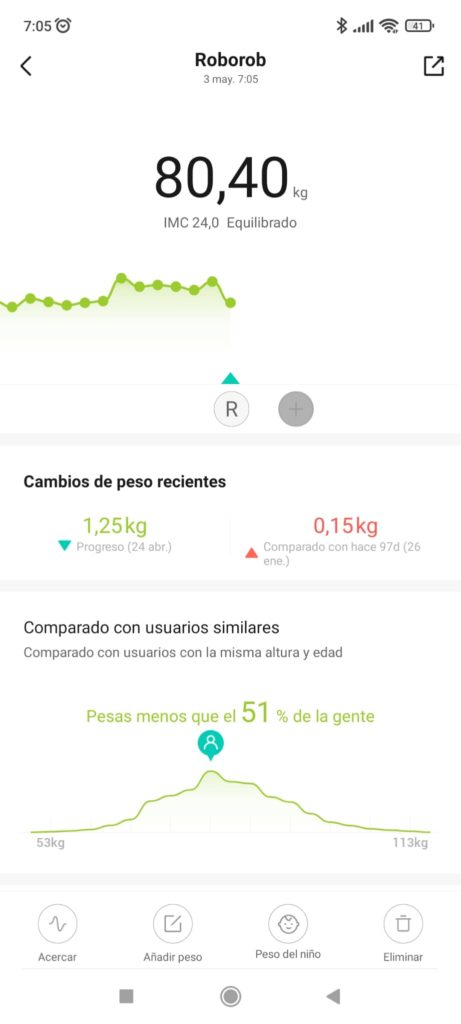 7:05
41
Roborob
3 may. 7:05
80,40 kg
IMC 24,0 Equilibrado
R
Cambios de peso recientes
1,25kg
Progreso (24 abr.)
0,15kg
Comparado con hace 97d (26
ene.)
Comparado con usuarios similares
Comparado con usuarios con la misma altura y edad
Pesas menos que el 51 % de la gente
53kg
113kg
Acercar
Añadir peso
Peso del niño
Eliminar